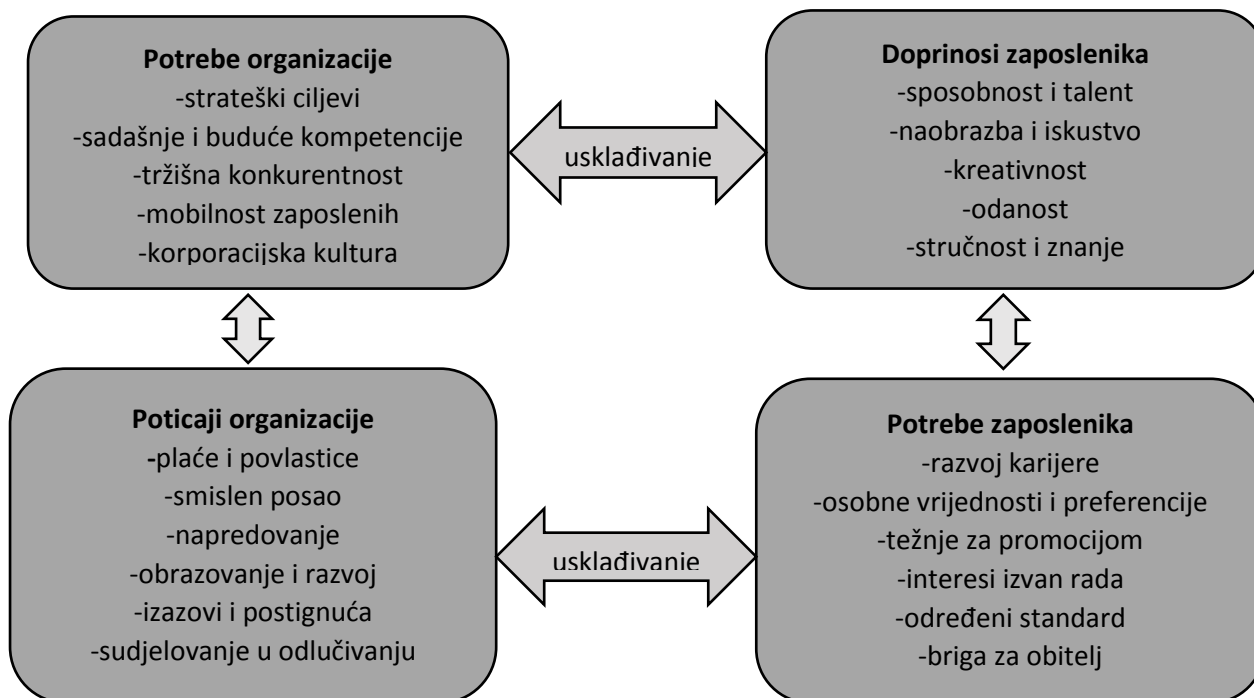 Potrebe organizacije
-strateški ciljevi
-sadašnje i buduće kompetencije
-tržišna konkurentnost
-mobilnost zaposlenih
-korporacijska kultura
usklađivanje
Doprinosi zaposlenika
-sposobnost i talent
-naobrazba i iskustvo
-kreativnost
-odanost
-stručnost i znanje
Poticaji organizacije
-plaće i povlastice
-smislen posao
-napredovanje
-obrazovanje i razvoj
-izazovi i postignuća
-sudjelovanje u odlučivanju
usklađivanje
Potrebe zaposlenika
-razvoj karijere
-osobne vrijednosti i preferencije
-težnje za promocijom
-interesi izvan rada
-određeni standard
-briga za obitelj